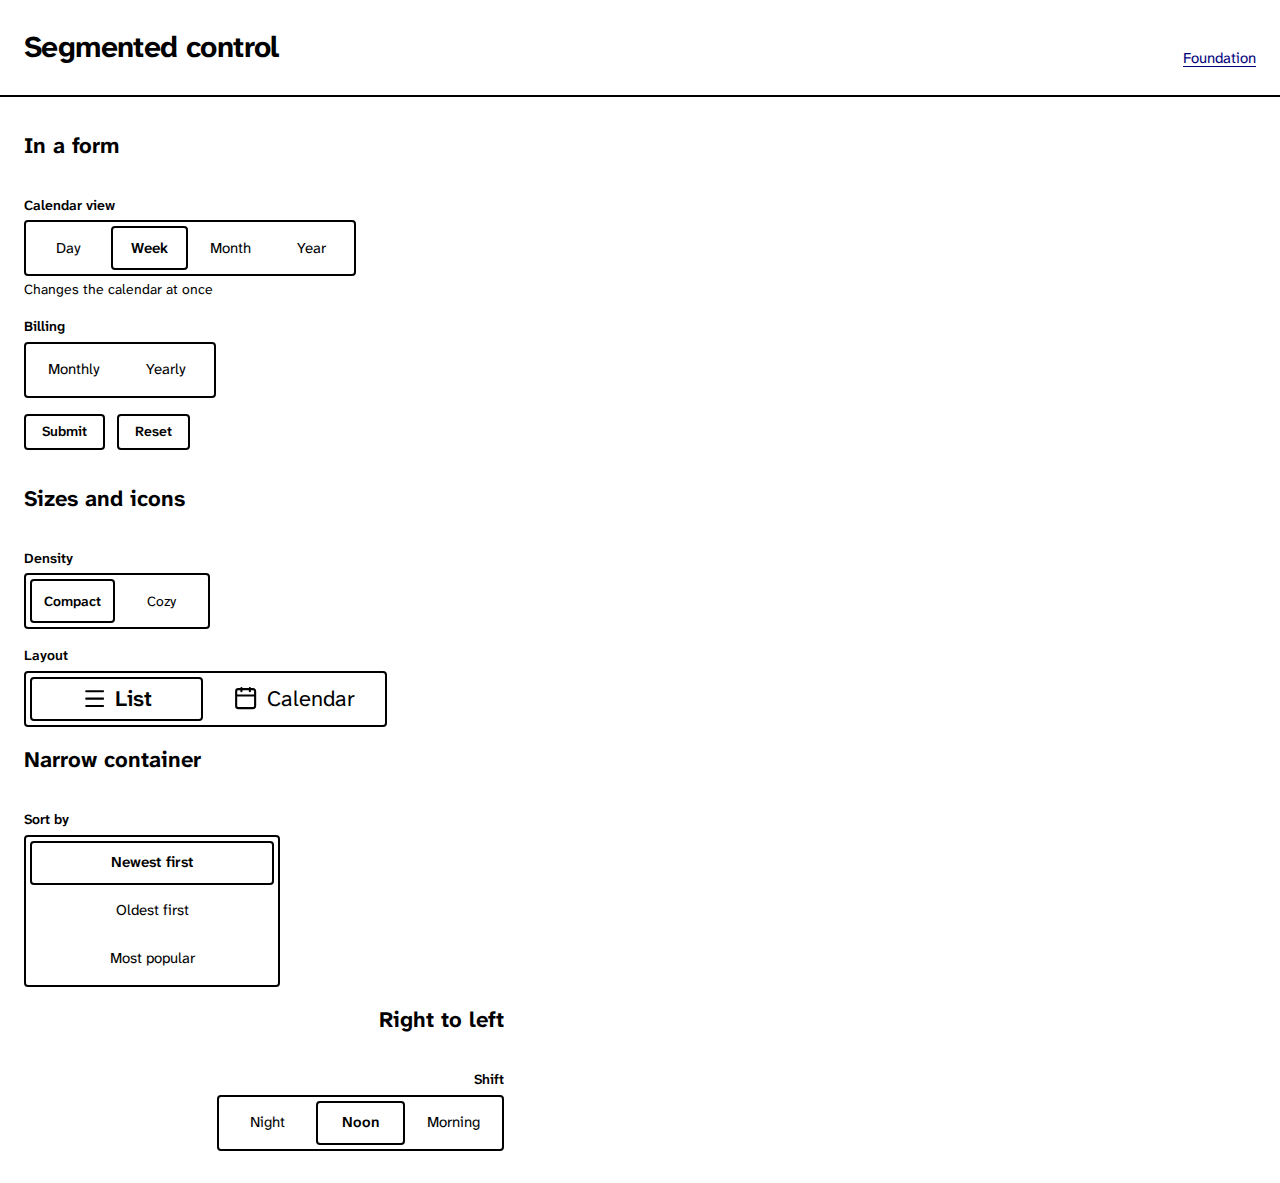 Segmented control
Foundation
In a form
Calendar view
Day Week Month Year
Changes the calendar at once
Billing
Monthly Yearly
Submit Reset
Sizes and icons
Density
Compact Cozy
Layout
List Calendar
Narrow container
Sort by
Newest first
Oldest first
Most popular
Right to left
Shift
Night Noon Morning